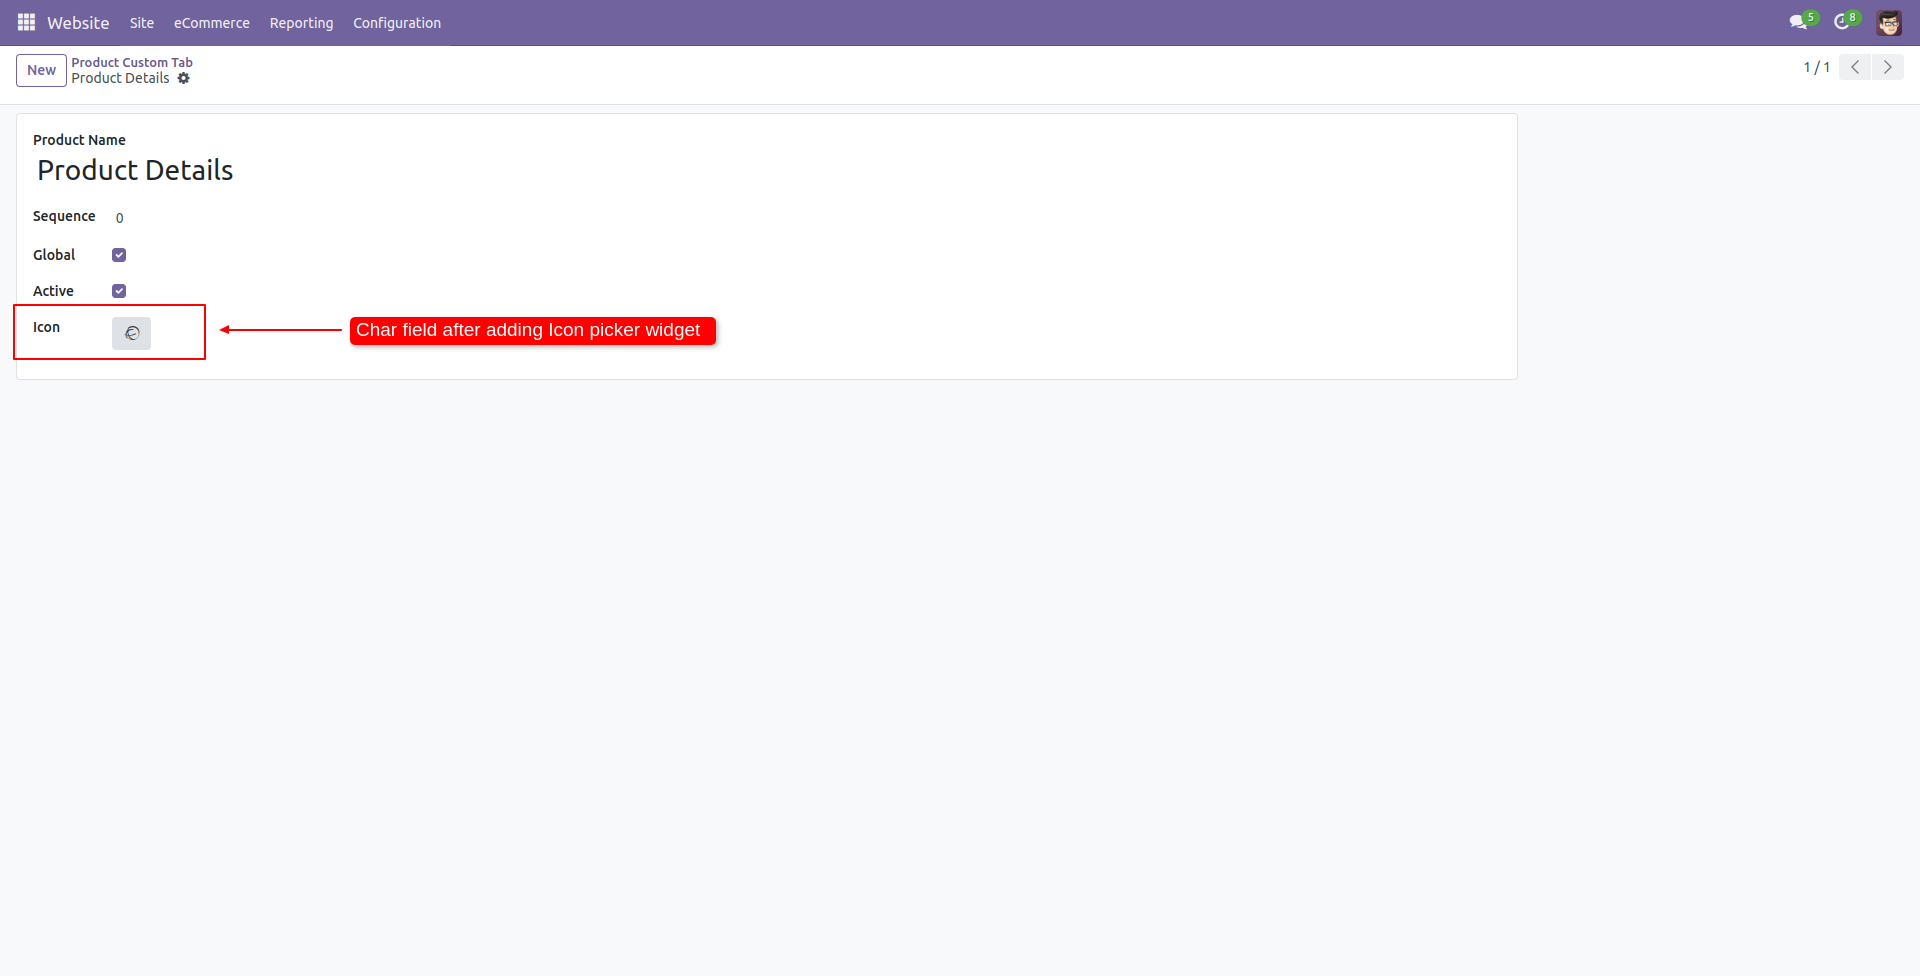 Website Site eCommerce Reporting Configuration 5 8
New Product Custom Tab
Product Details
1 / 1
Product Name
Product Details
Sequence 0
Global
Active
Icon
Char field after adding Icon picker widget